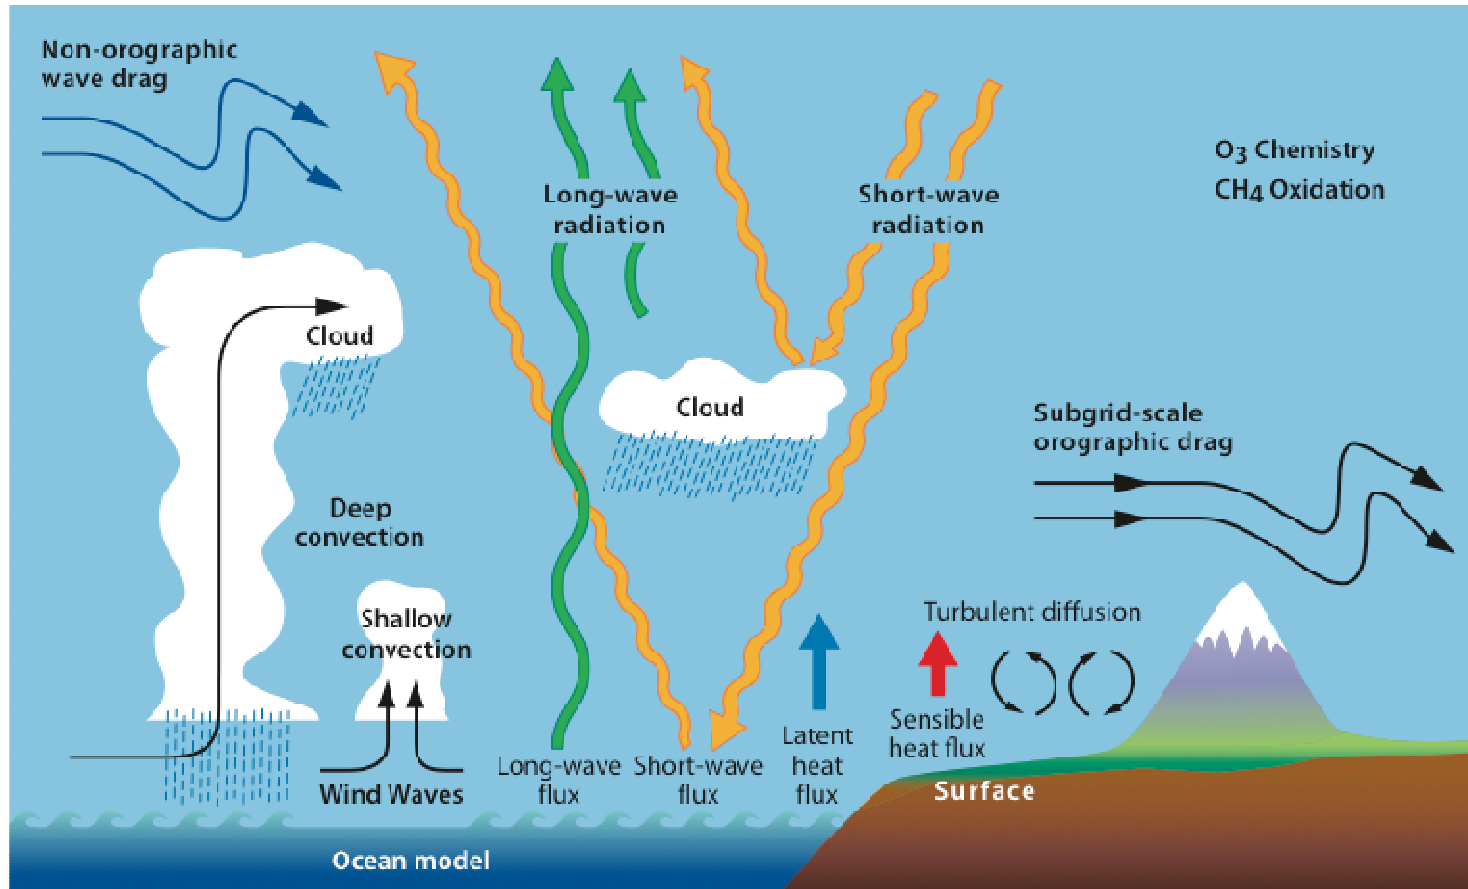 Non-orographic
wave drag
Long-wave
radiation
Short-wave
radiation
O3 Chemistry
CH4 Oxidation
Cloud
Cloud
Subgrid-scale
orographic drag
Deep
convection
Shallow
convection
Turbulent diffusion
Wind Waves
Long-wave
flux
Short-wave
flux
Latent
heat
flux
Sensible
heat flux
Surface
Ocean model